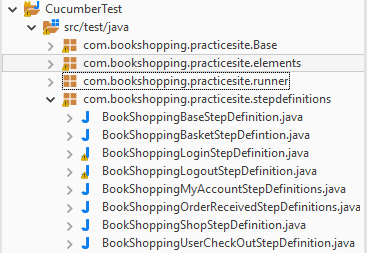 CucumberTest
src/test/java
com.bookshopping.practicesite.Base
com.bookshopping.practicesite.elements
com.bookshopping.practicesite.runner
com.bookshopping.practicesite.stepdefinitions
BookShoppingBaseStepDefinition.java
BookShoppingBasketStepDefintion.java
BookShoppingLoginStepDefinition.java
BookShoppingLogoutStepDefinition.java
BookShoppingMyAccountStepDefinitions.java
BookShoppingOrderReceivedStepDefinitions.java
BookShoppingShopStepDefinition.java
BookShoppingUserCheckOutStepDefinition.java